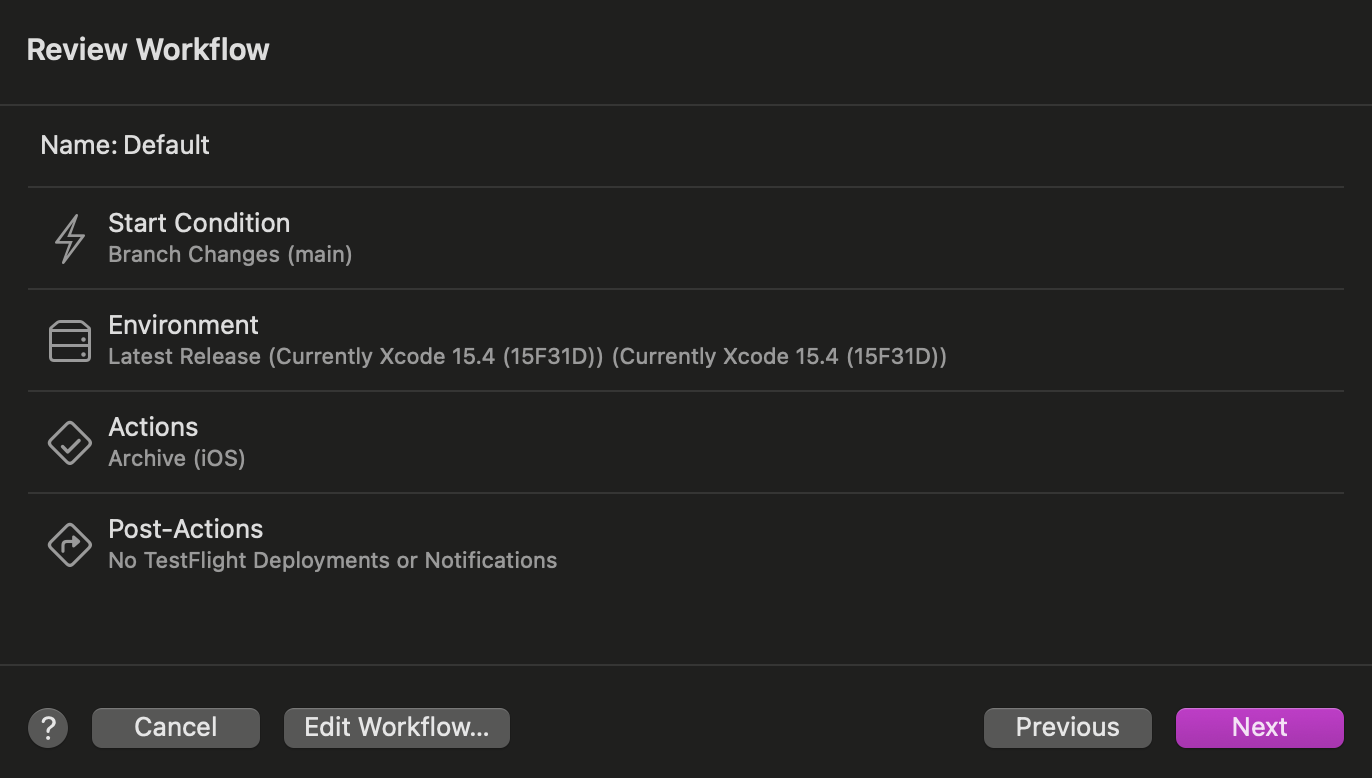 Review Workflow
Name: Default
Start Condition
Branch Changes (main)
Environment
Latest Release (Currently Xcode 15.4 (15F31D)) (Currently Xcode 15.4 (15F31D))
Actions
Archive (iOS)
Post-Actions
No TestFlight Deployments or Notifications
? Cancel Edit Workflow... Previous Next